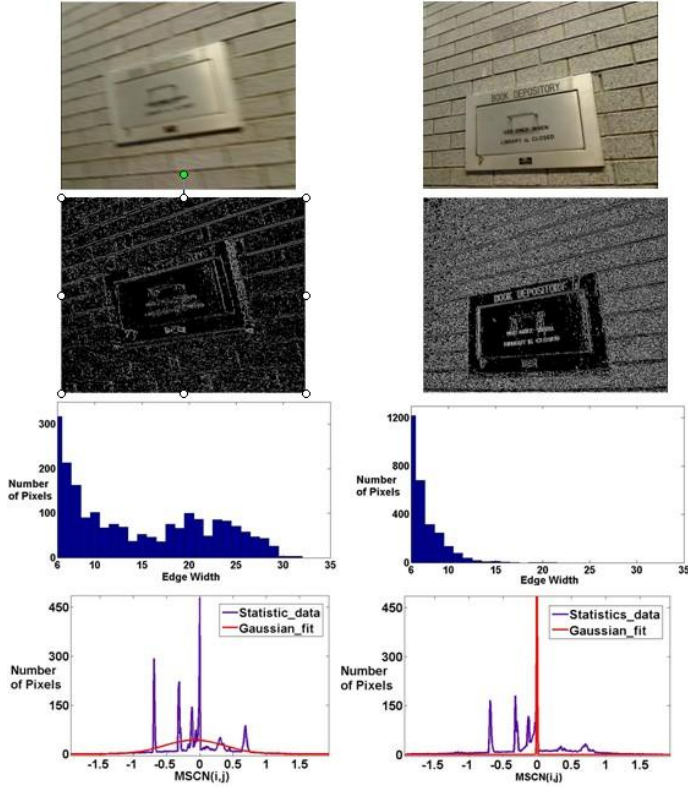 BOOK DEPOSITORY
USE ONLY WHEN
LIBRARY IS CLOSED
BOOK DEPOSITORY
300
200
100
0
Number
of Pixels
6 10 15 20 25 30 35
Edge Width
1200
800
400
0
Number
of Pixels
6 10 15 20 25 30 35
Edge Width
450
300
150
0
Number
of Pixels
Statistic_data
Gaussian_fit
-1.5 -1 -0.5 0 0.5 1 1.5
MSCN(i,j)
450
300
150
0
Number
of Pixels
Statistics_data
Gaussian_fit
-1.5 -1 -0.5 0 0.5 1 1.5
MSCN(i,j)